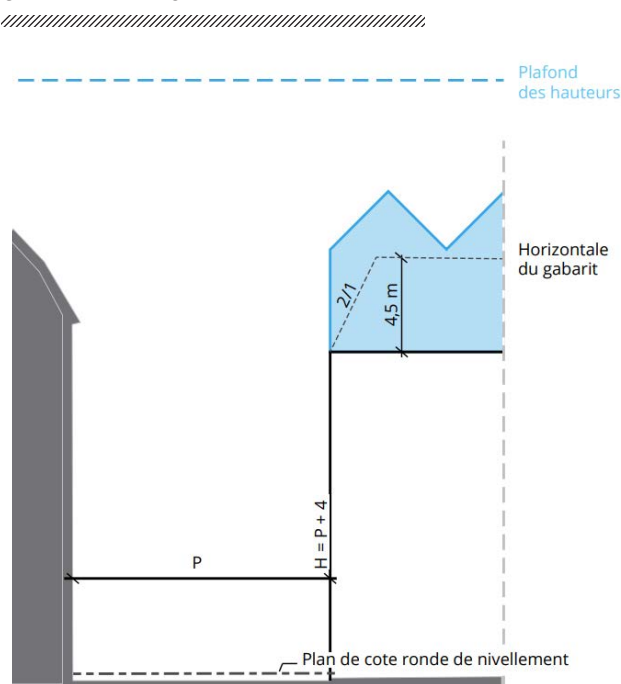 Plafond
des hauteurs
Horizontale
du gabarit
2/1
4,5 m
H = P + 4
P
Plan de cote ronde de nivellement